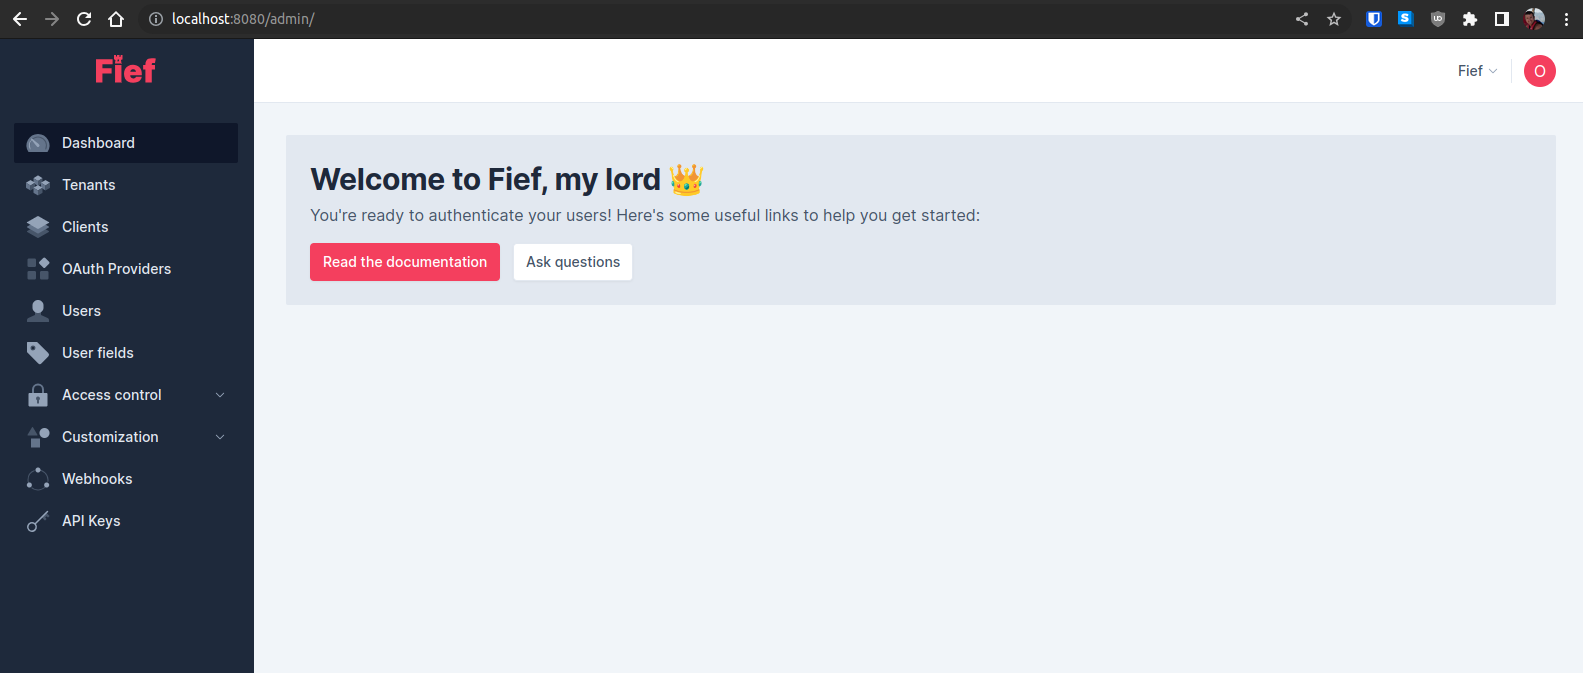 localhost:8080/admin/
Fief
Fief
O
Dashboard
Tenants
Clients
OAuth Providers
Users
User fields
Access control
Customization
Webhooks
API Keys
Welcome to Fief, my lord 👑
You're ready to authenticate your users! Here's some useful links to help you get started:
Read the documentation
Ask questions